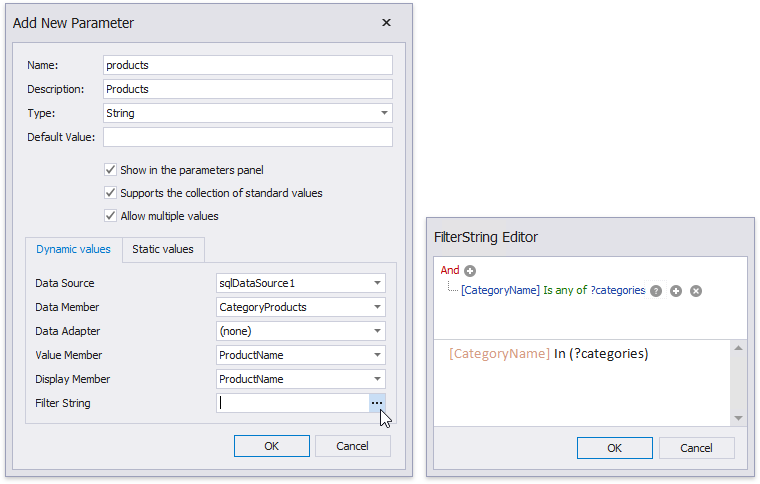 Add New Parameter
Name: products
Description: Products
Type: String
Default Value:
Show in the parameters panel
Supports the collection of standard values
Allow multiple values
Dynamic values Static values
Data Source sqlDataSource1
Data Member CategoryProducts
Data Adapter (none)
Value Member ProductName
Display Member ProductName
Filter String ...
OK Cancel
FilterString Editor
And
[CategoryName] Is any of ?categories ?
[CategoryName] In (?categories)
OK Cancel